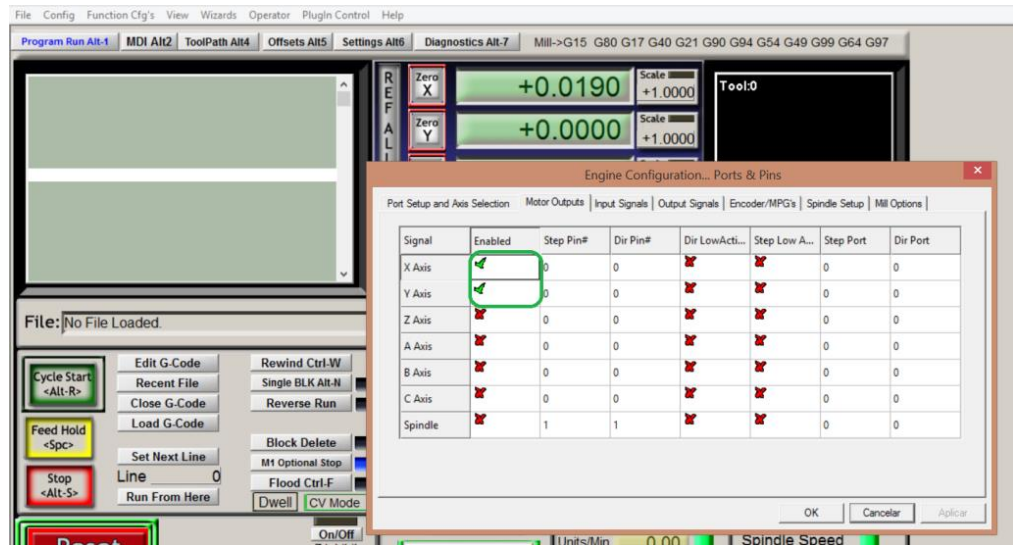 File Config Function Cfg's View Wizards Operator PlugIn Control Help
Program Run Alt-1 MDI Alt2 ToolPath Alt4 Offsets Alt5 Settings Alt6 Diagnostics Alt-7 Mill->G15 G80 G17 G40 G21 G90 G94 G54 G49 G99 G64 G97
REF ALL
Zero X +0.0190 Scale +1.0000
Tool:0
Zero Y +0.0000 Scale +1.0000
Engine Configuration... Ports & Pins
Port Setup and Axis Selection Motor Outputs Input Signals Output Signals Encoder/MPG's Spindle Setup Mill Options
Signal Enabled Step Pin# Dir Pin# Dir LowActi... Step Low A... Step Port Dir Port
X Axis 0 0 0 0
Y Axis 0 0 0 0
Z Axis 0 0 0 0
A Axis 0 0 0 0
B Axis 0 0 0 0
C Axis 0 0 0 0
Spindle 1 1 0 0
OK Cancelar Aplicar
File: No File Loaded.
Cycle Start <Alt-R>
Edit G-Code Rewind Ctrl-W
Recent File Single BLK Alt-N
Close G-Code Reverse Run
Feed Hold <Spc>
Load G-Code
Block Delete
Set Next Line M1 Optional Stop
Stop <Alt-S>
Line 0 Flood Ctrl-F
Run From Here Dwell CV Mode
Reset
On/Off
Units/Min 0.00 Spindle Speed